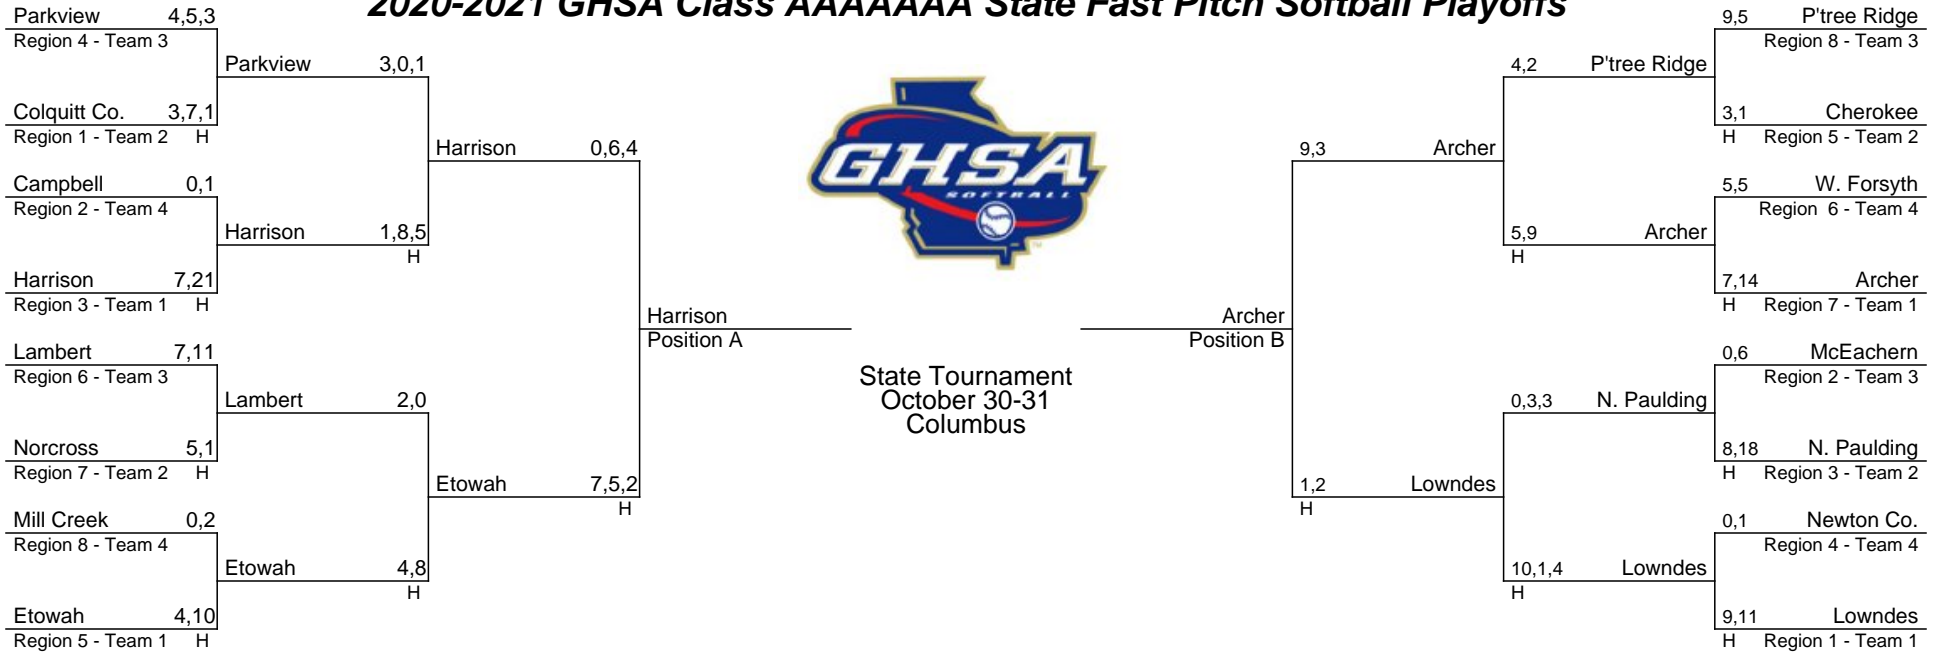 2020-2021 GHSA Class AAAAAAA State Fast Pitch Softball Playoffs
Parkview 4,5,3
Region 4 - Team 3
Parkview 3,0,1
Colquitt Co. 3,7,1
Region 1 - Team 2 H
Harrison 0,6,4
Campbell 0,1
Region 2 - Team 4
Harrison 1,8,5
H
Harrison 7,21
Region 3 - Team 1 H
Harrison
Position A
Lambert 7,11
Region 6 - Team 3
Lambert 2,0
Norcross 5,1
Region 7 - Team 2 H
Etowah 7,5,2
H
Mill Creek 0,2
Region 8 - Team 4
Etowah 4,8
H
Etowah 4,10
Region 5 - Team 1 H
GHSA
SOFTBALL
TM
State Tournament
October 30-31
Columbus
9,5 P'tree Ridge
Region 8 - Team 3
4,2 P'tree Ridge
3,1 Cherokee
H Region 5 - Team 2
9,3 Archer
5,5 W. Forsyth
Region 6 - Team 4
5,9 Archer
H
7,14 Archer
H Region 7 - Team 1
Archer
Position B
0,6 McEachern
Region 2 - Team 3
0,3,3 N. Paulding
8,18 N. Paulding
H Region 3 - Team 2
1,2 Lowndes
H
0,1 Newton Co.
Region 4 - Team 4
10,1,4 Lowndes
H
9,11 Lowndes
H Region 1 - Team 1